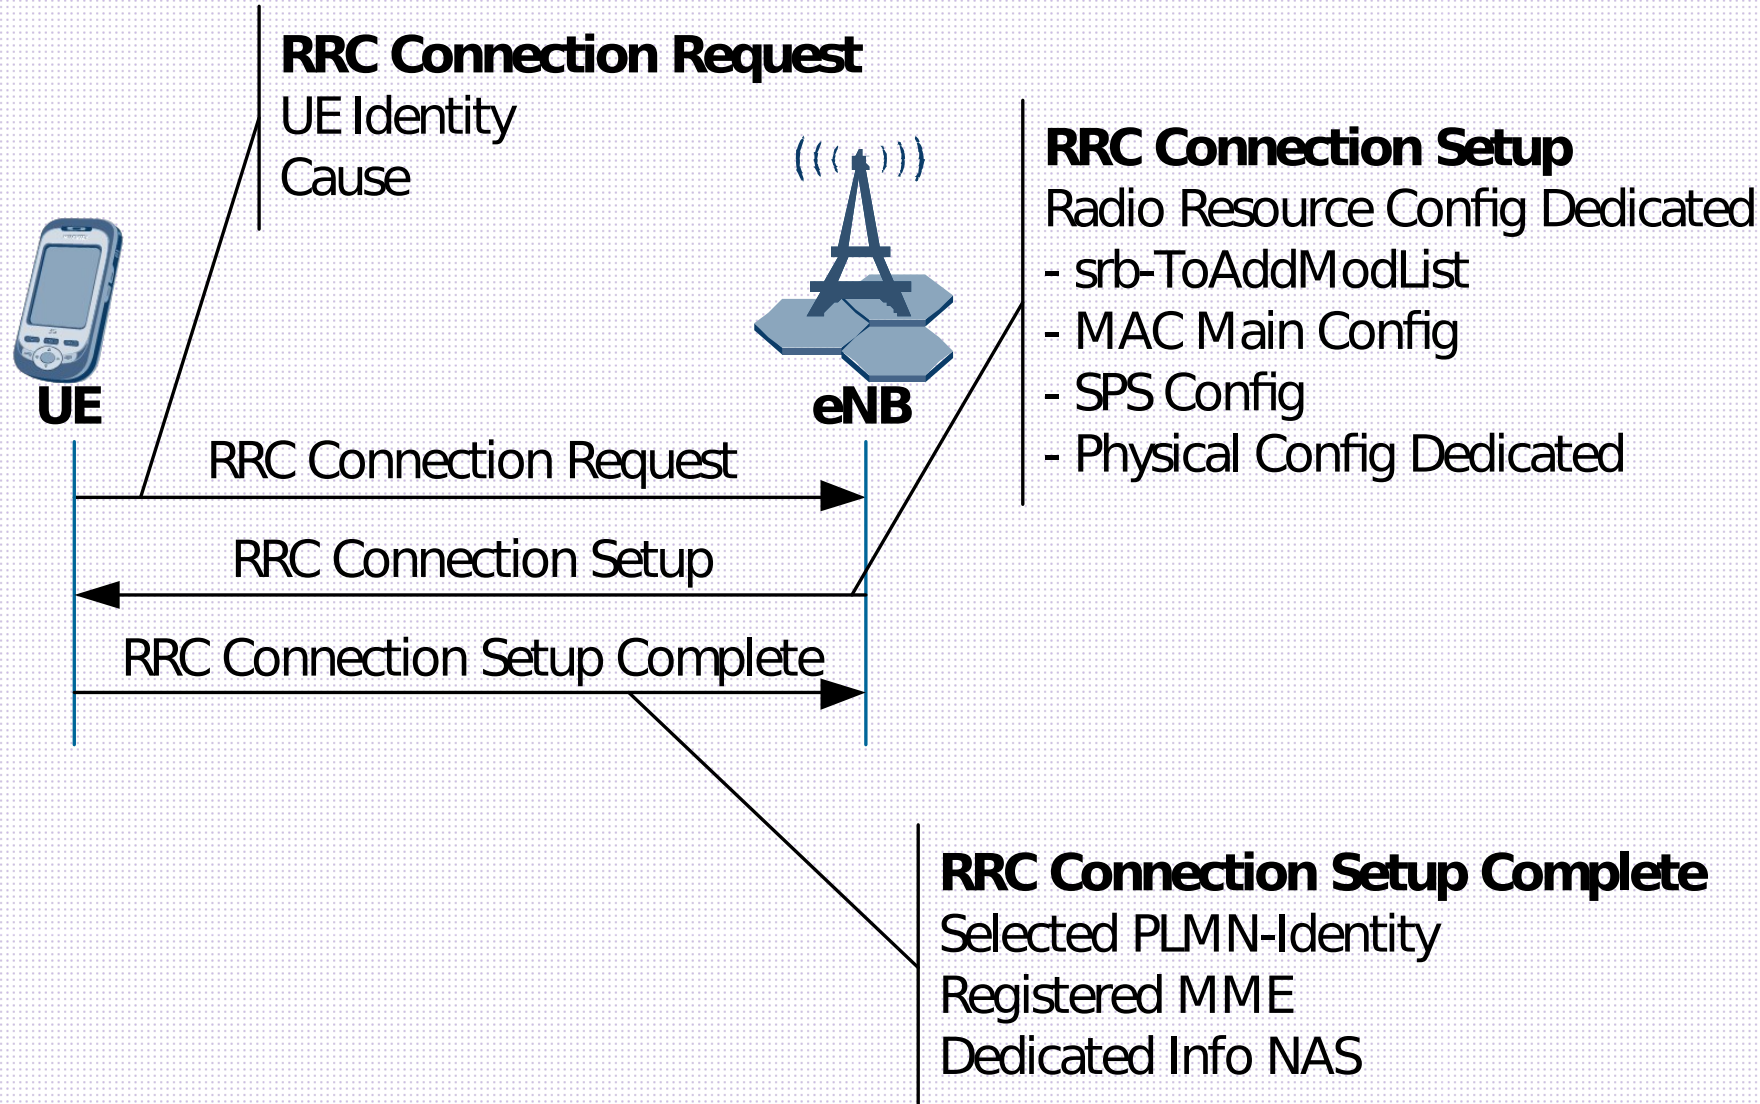 RRC Connection Request
UE Identity
Cause
RRC Connection Setup
Radio Resource Config Dedicated
- srb-ToAddModList
- MAC Main Config
- SPS Config
- Physical Config Dedicated
UE
eNB
RRC Connection Request
RRC Connection Setup
RRC Connection Setup Complete
RRC Connection Setup Complete
Selected PLMN-Identity
Registered MME
Dedicated Info NAS